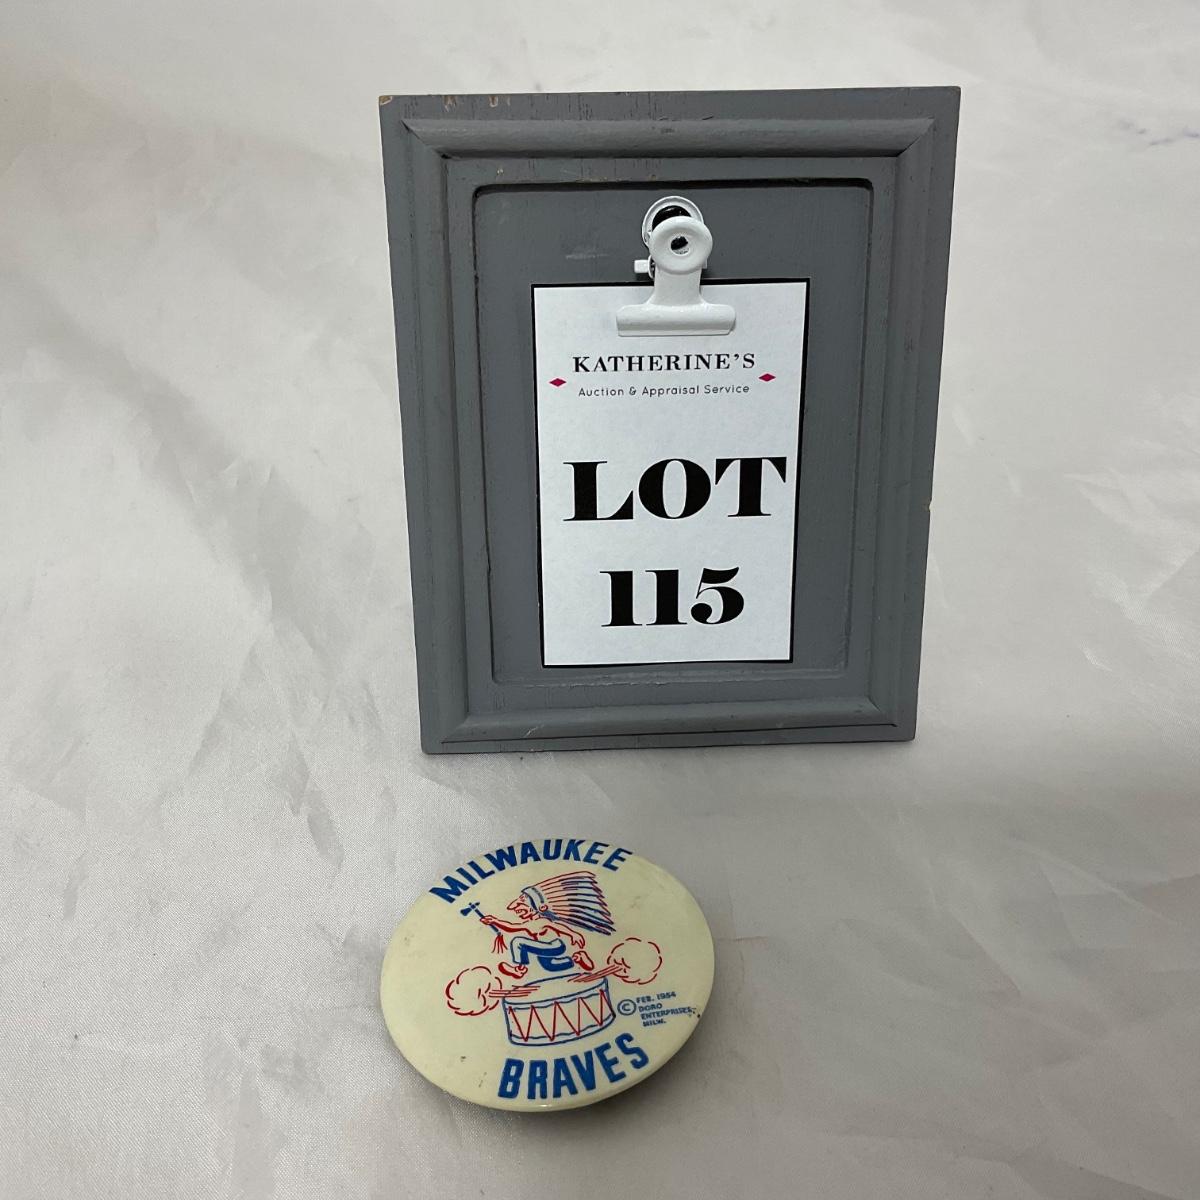 KATHERINE'S
Auction & Appraisal Service
LOT
115
MILWAUKEE
© FEB. 1954
DORO
ENTERPRISES
MILW.
BRAVES